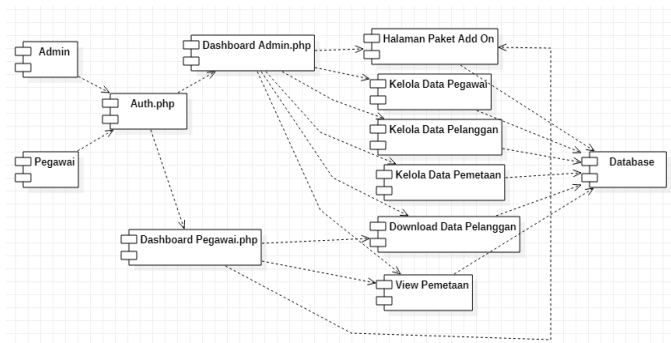 Admin
Dashboard Admin.php
Halaman Paket Add On
Kelola Data Pegawai
Auth.php
Kelola Data Pelanggan
Pegawai
Kelola Data Pemetaan
Database
Dashboard Pegawai.php
Download Data Pelanggan
View Pemetaan